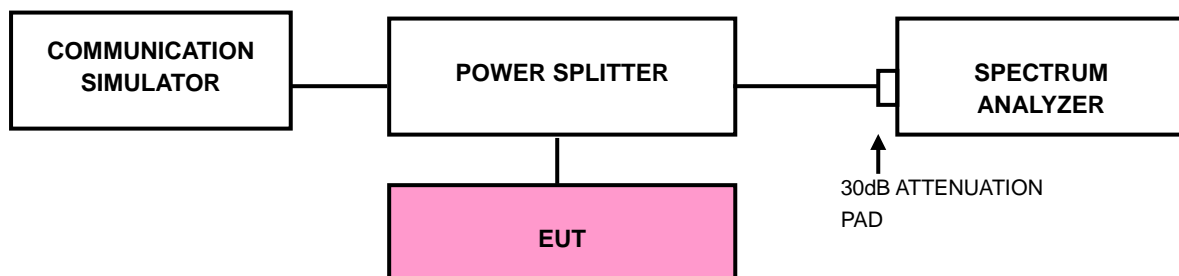 COMMUNICATION
SIMULATOR
POWER SPLITTER
SPECTRUM
ANALYZER
30dB ATTENUATION
PAD
EUT